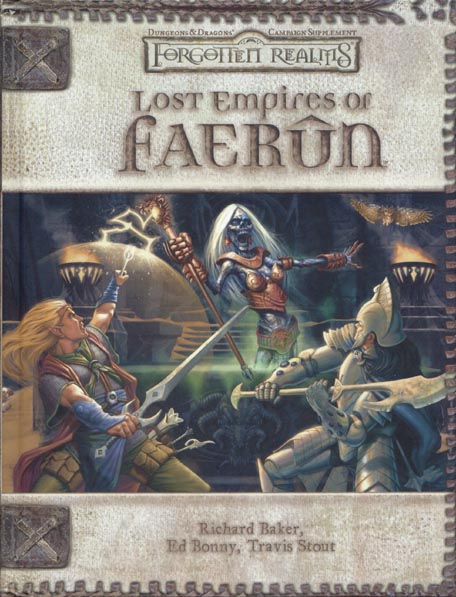 DUNGEONS & DRAGONS® CAMPAIGN SUPPLEMENT
FORGOTTEN REALMS
LOST EMPIRES OF
FAERÛN
Richard Baker,
Ed Bonny, Travis Stout